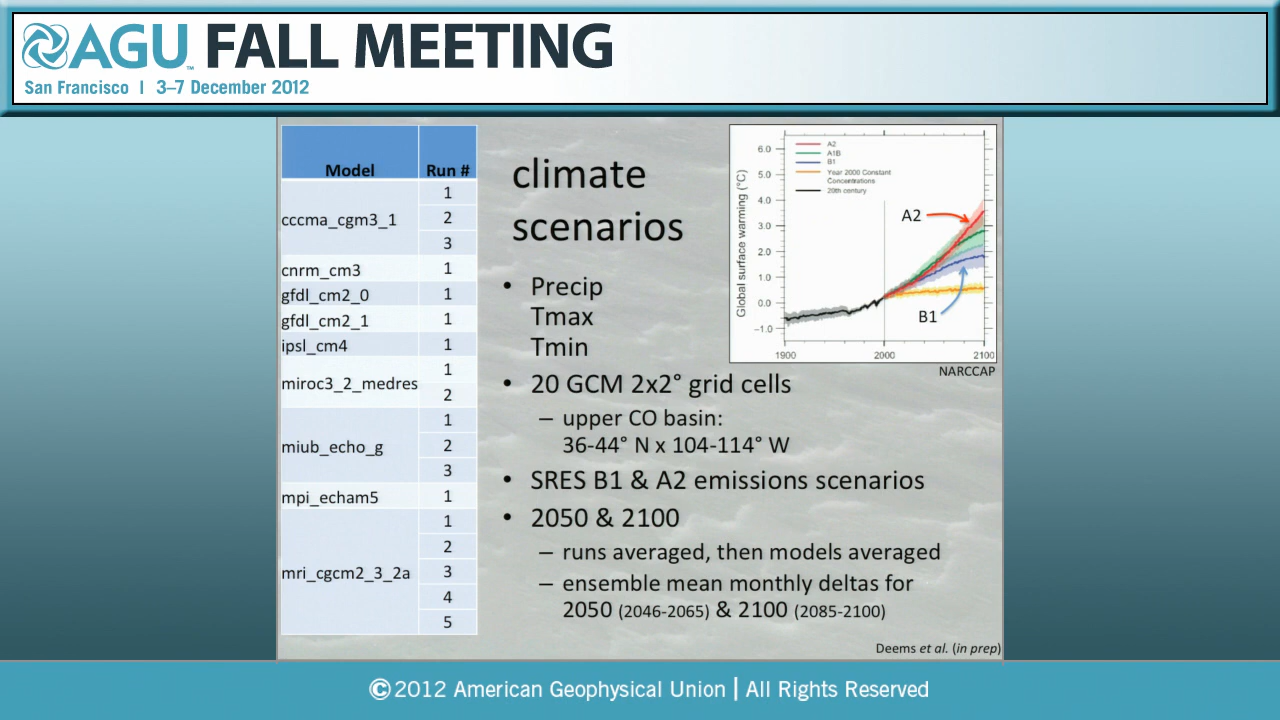 AGU FALL MEETING
San Francisco | 3–7 December 2012
Model Run #
cccma_cgm3_1
1
2
3
cnrm_cm3 1
gfdl_cm2_0 1
gfdl_cm2_1 1
ipsl_cm4 1
miroc3_2_medres
1
2
miub_echo_g
1
2
3
mpi_echam5 1
mri_cgcm2_3_2a
1
2
3
4
5
climate
scenarios
• Precip
Tmax
Tmin
• 20 GCM 2x2° grid cells
– upper CO basin:
36-44° N x 104-114° W
• SRES B1 & A2 emissions scenarios
• 2050 & 2100
– runs averaged, then models averaged
– ensemble mean monthly deltas for
2050 (2046-2065) & 2100 (2085-2100)
Global surface warming (°C)
6.0
5.0
4.0
3.0
2.0
1.0
0.0
−1.0
A2
A1B
B1
Year 2000 Constant
Concentrations
20th century
A2
B1
1900 2000 2100
NARCCAP
Deems et al. (in prep)
©2012 American Geophysical Union | All Rights Reserved